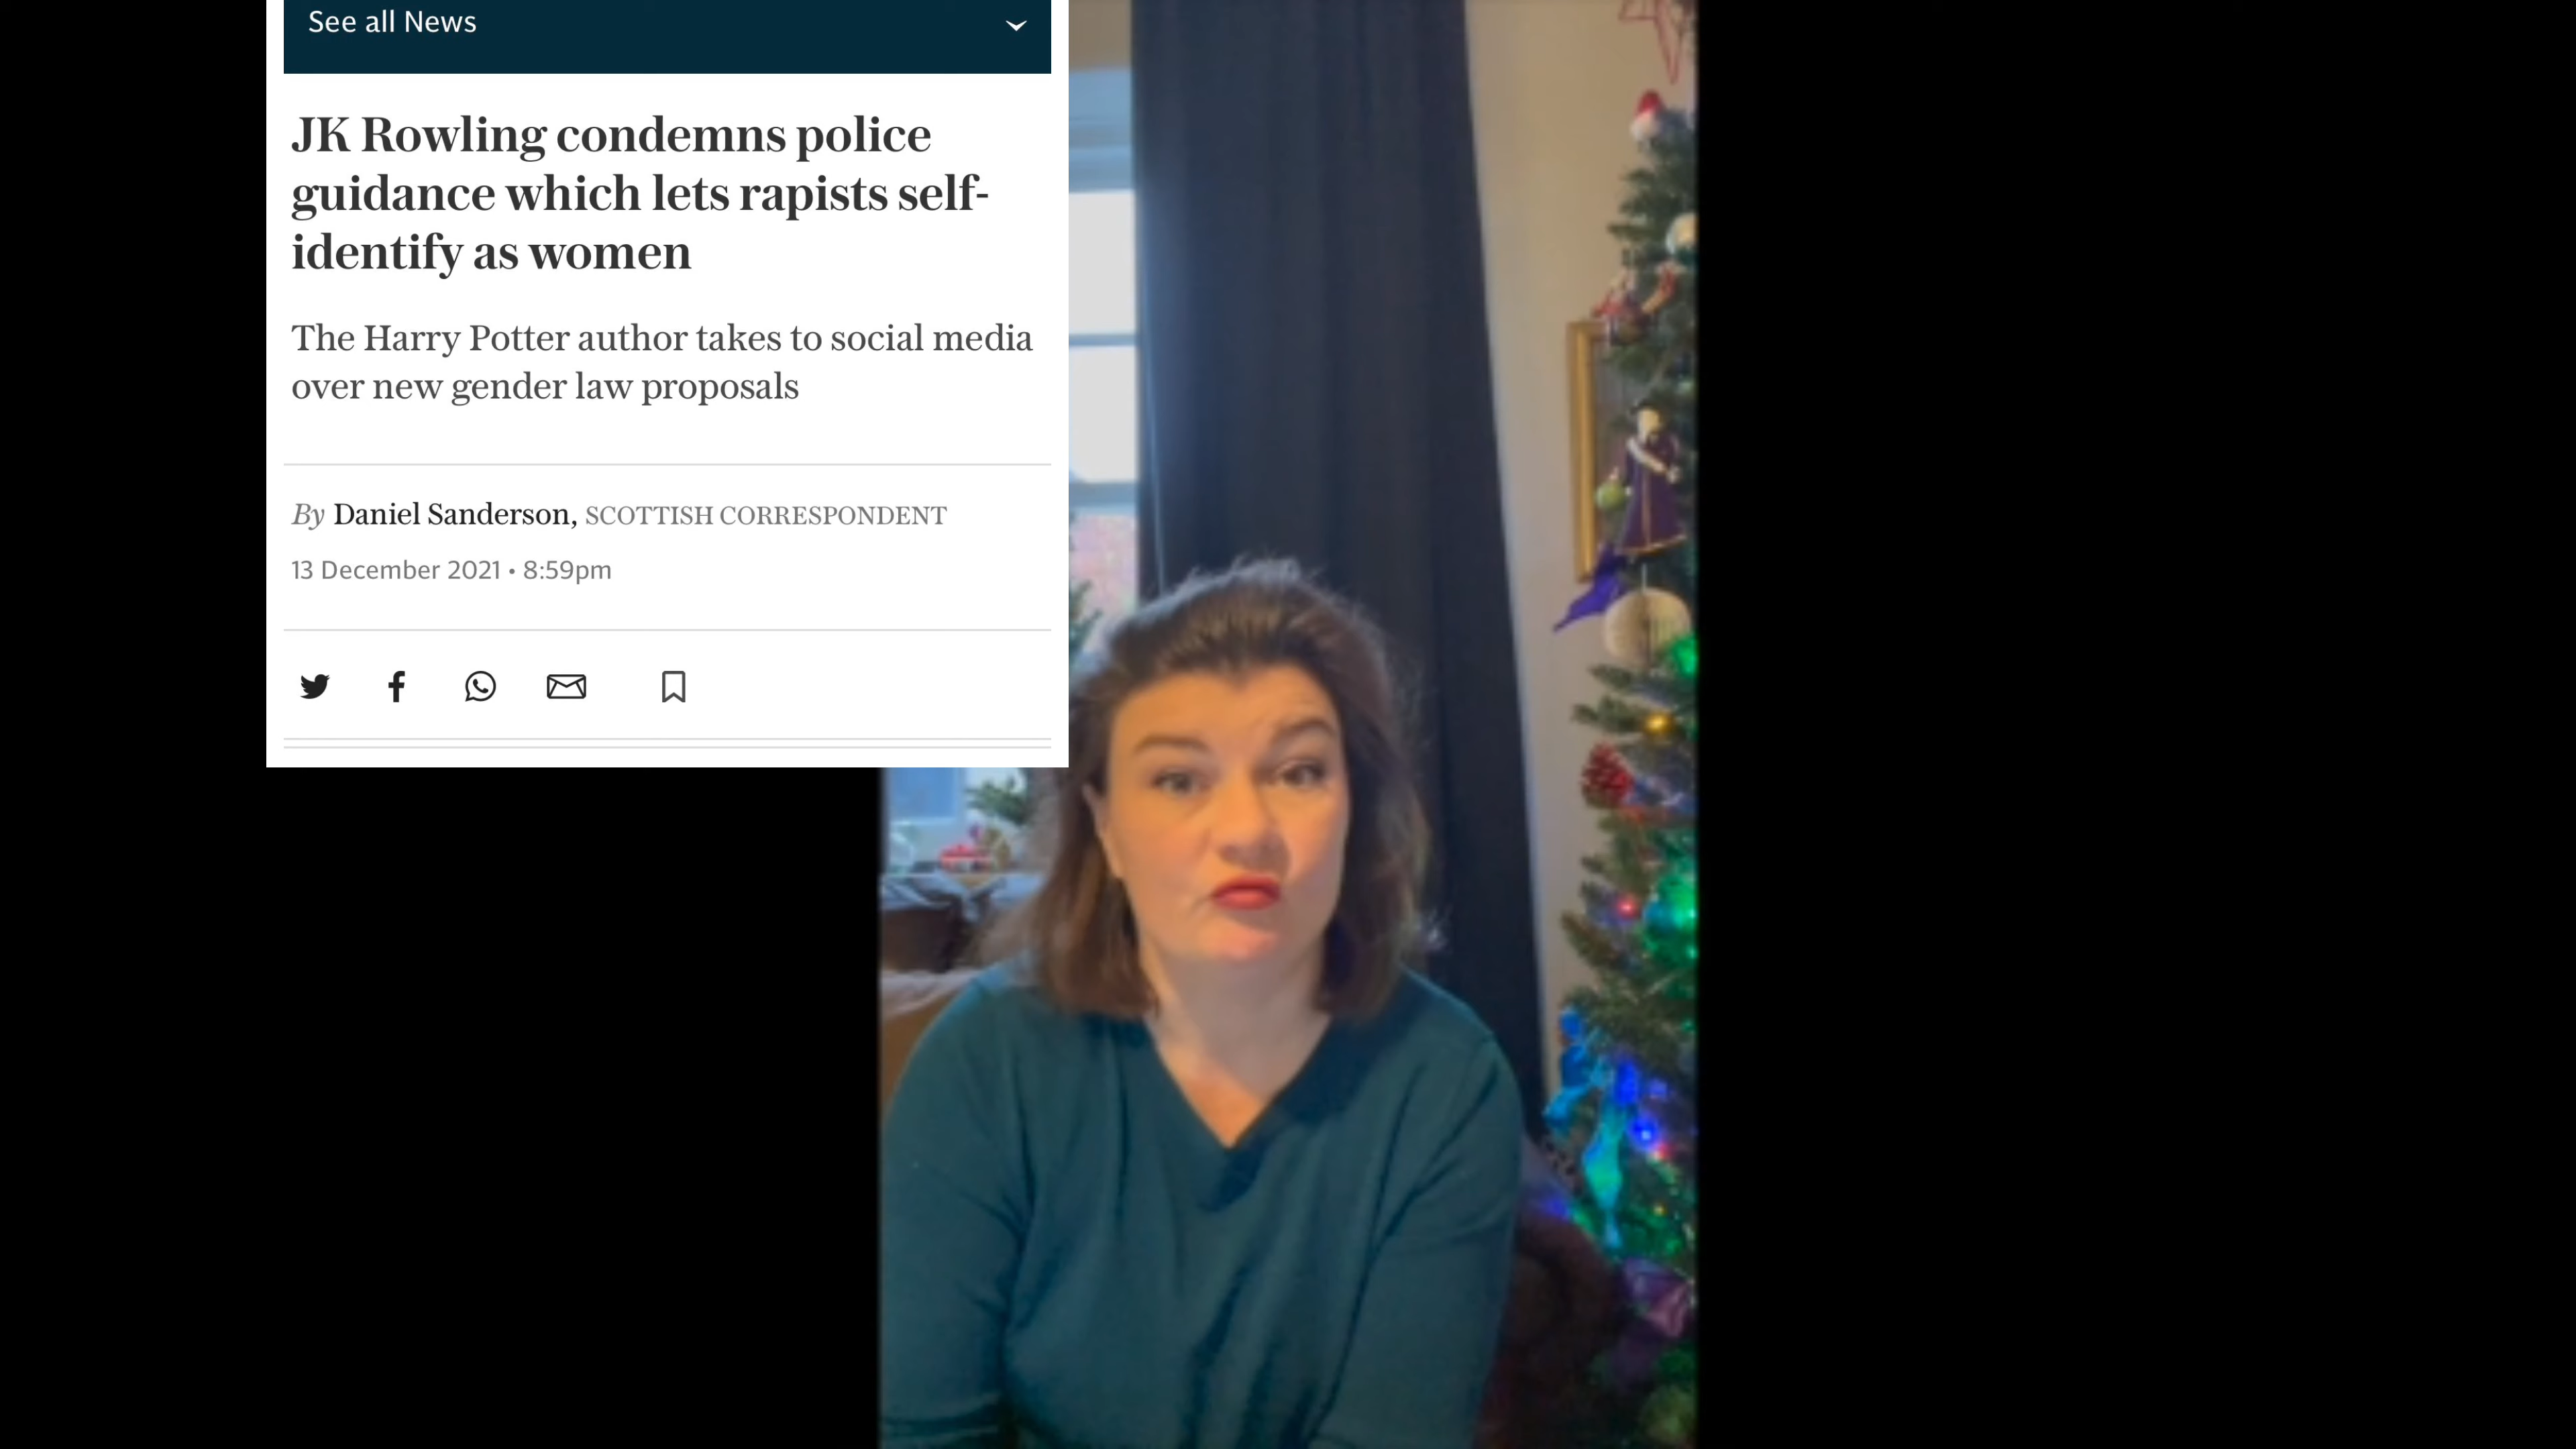 See all News
JK Rowling condemns police
guidance which lets rapists self-
identify as women
The Harry Potter author takes to social media
over new gender law proposals
By Daniel Sanderson, SCOTTISH CORRESPONDENT
13 December 2021 • 8:59pm